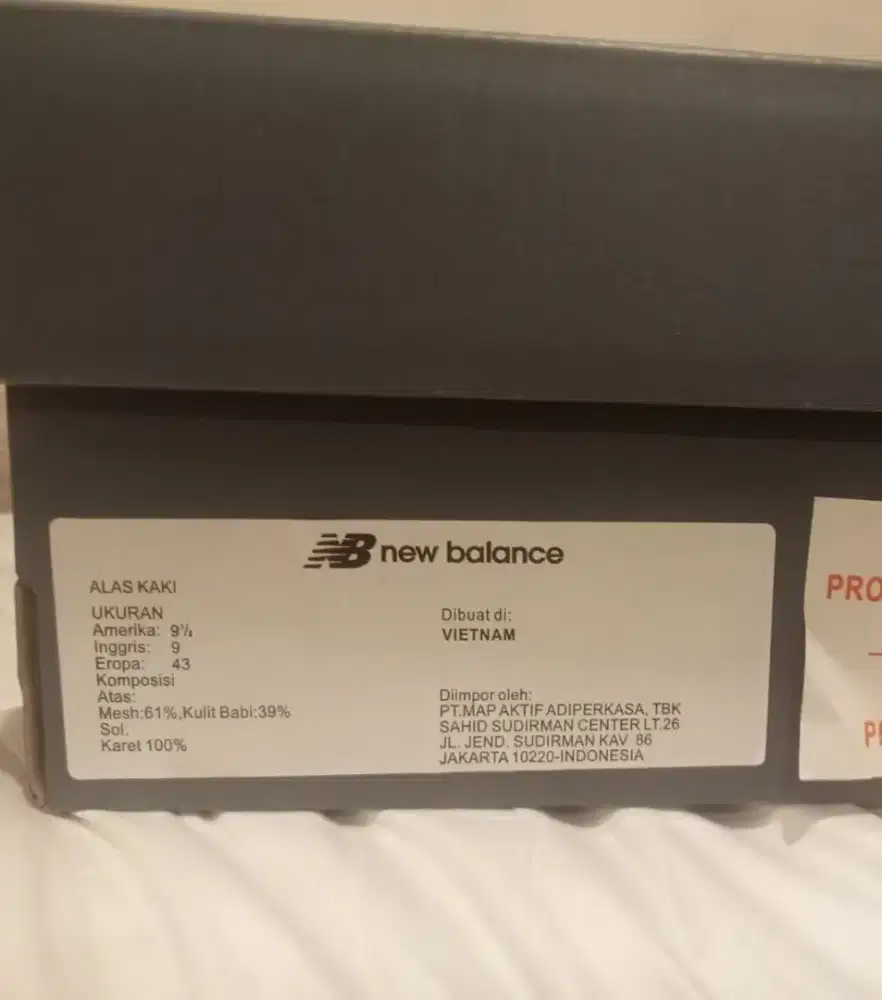 new balance
ALAS KAKI
UKURAN
Amerika: 9½
Inggris: 9
Eropa: 43
Komposisi
Atas:
Mesh:61%,Kulit Babi:39%
Sol:
Karet 100%
Dibuat di:
VIETNAM
Diimpor oleh:
PT.MAP AKTIF ADIPERKASA, TBK
SAHID SUDIRMAN CENTER LT.26
JL. JEND. SUDIRMAN KAV 86
JAKARTA 10220-INDONESIA
PRO